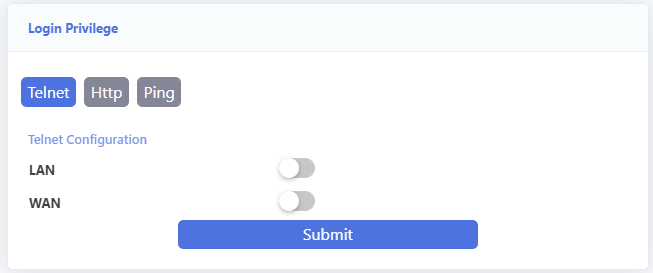 Login Privilege
Telnet Http Ping
Telnet Configuration
LAN
WAN
Submit